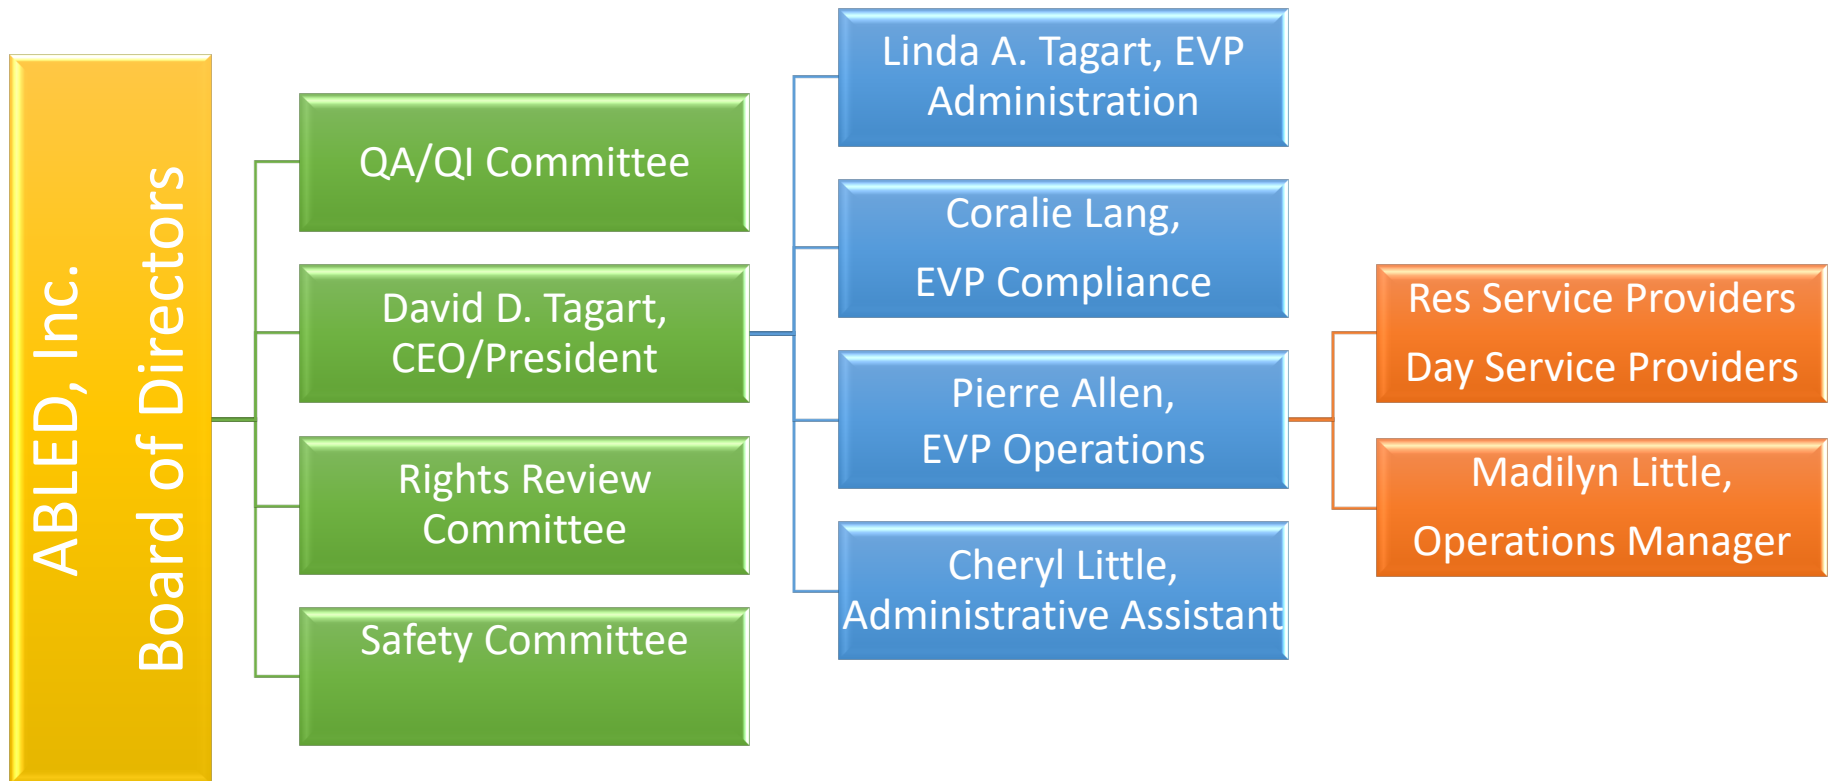 ABLED, Inc.
Board of Directors
QA/QI Committee
David D. Tagart,
CEO/President
Rights Review
Committee
Safety Committee
Linda A. Tagart, EVP
Administration
Coralie Lang,
EVP Compliance
Pierre Allen,
EVP Operations
Cheryl Little,
Administrative Assistant
Res Service Providers
Day Service Providers
Madilyn Little,
Operations Manager